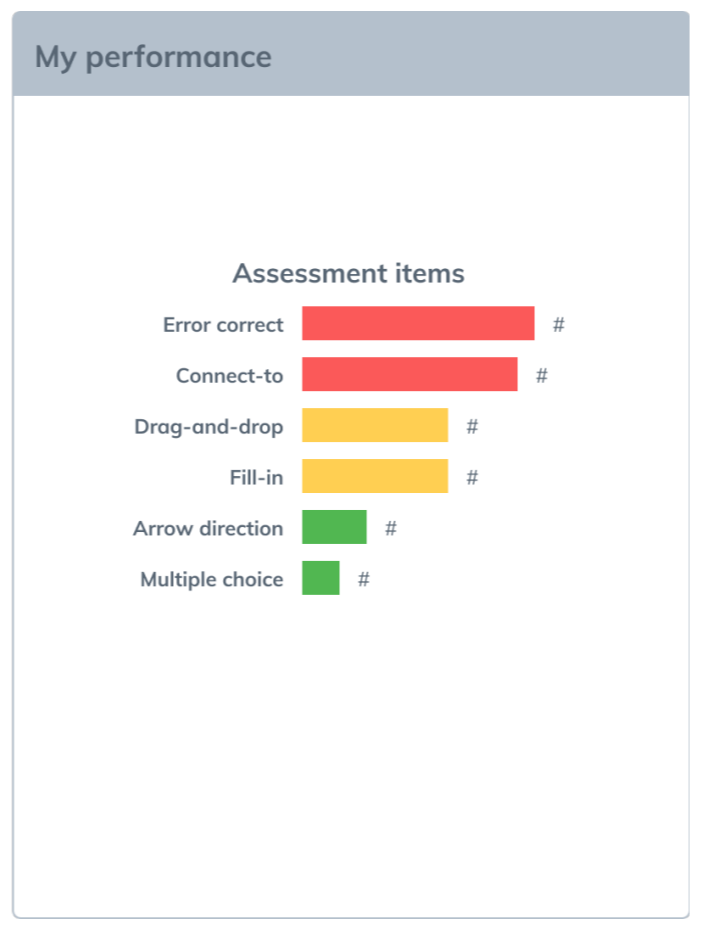 My performance
Assessment items
Error correct #
Connect-to #
Drag-and-drop #
Fill-in #
Arrow direction #
Multiple choice #